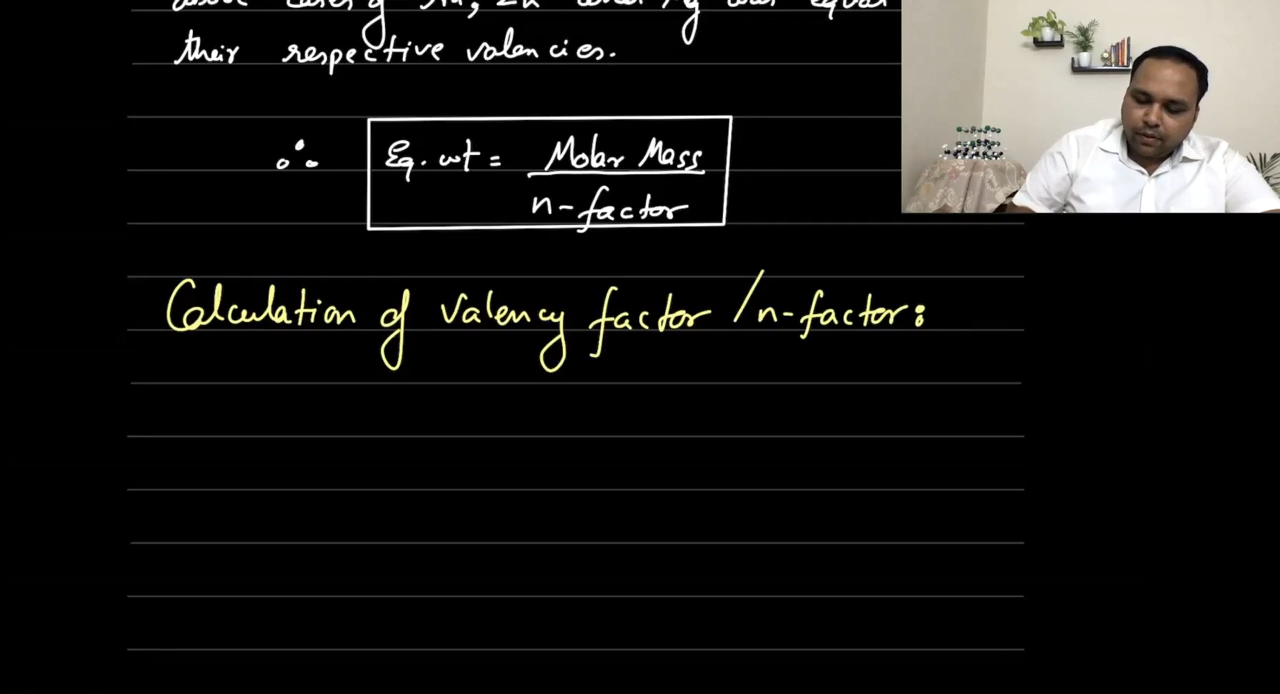 their respective valencies.
∴ Eq. wt = Molar Mass
n-factor
Calculation of valency factor / n-factor: